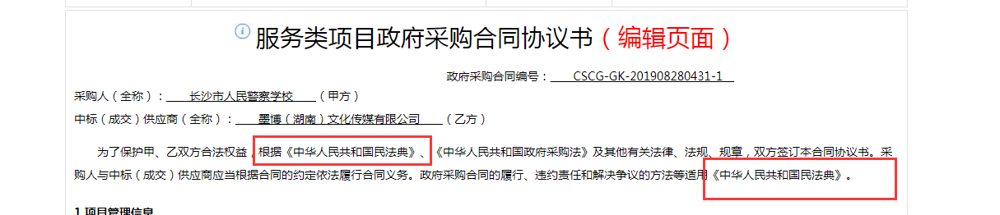 服务类项目政府采购合同协议书（编辑页面）
政府采购合同编号： CSCG-GK-201908280431-1
采购人（全称）： 长沙市人民警察学校 （甲方）
中标（成交）供应商（全称）： 墨博（湖南）文化传媒有限公司 （乙方）
为了保护甲、乙双方合法权益，根据《中华人民共和国民法典》、《中华人民共和国政府采购法》及其他有关法律、法规、规章，双方签订本合同协议书。采
购人与中标（成交）供应商应当根据合同的约定依法履行合同义务。政府采购合同的履行、违约责任和解决争议的方法等适用《中华人民共和国民法典》。
1.项目管理信息